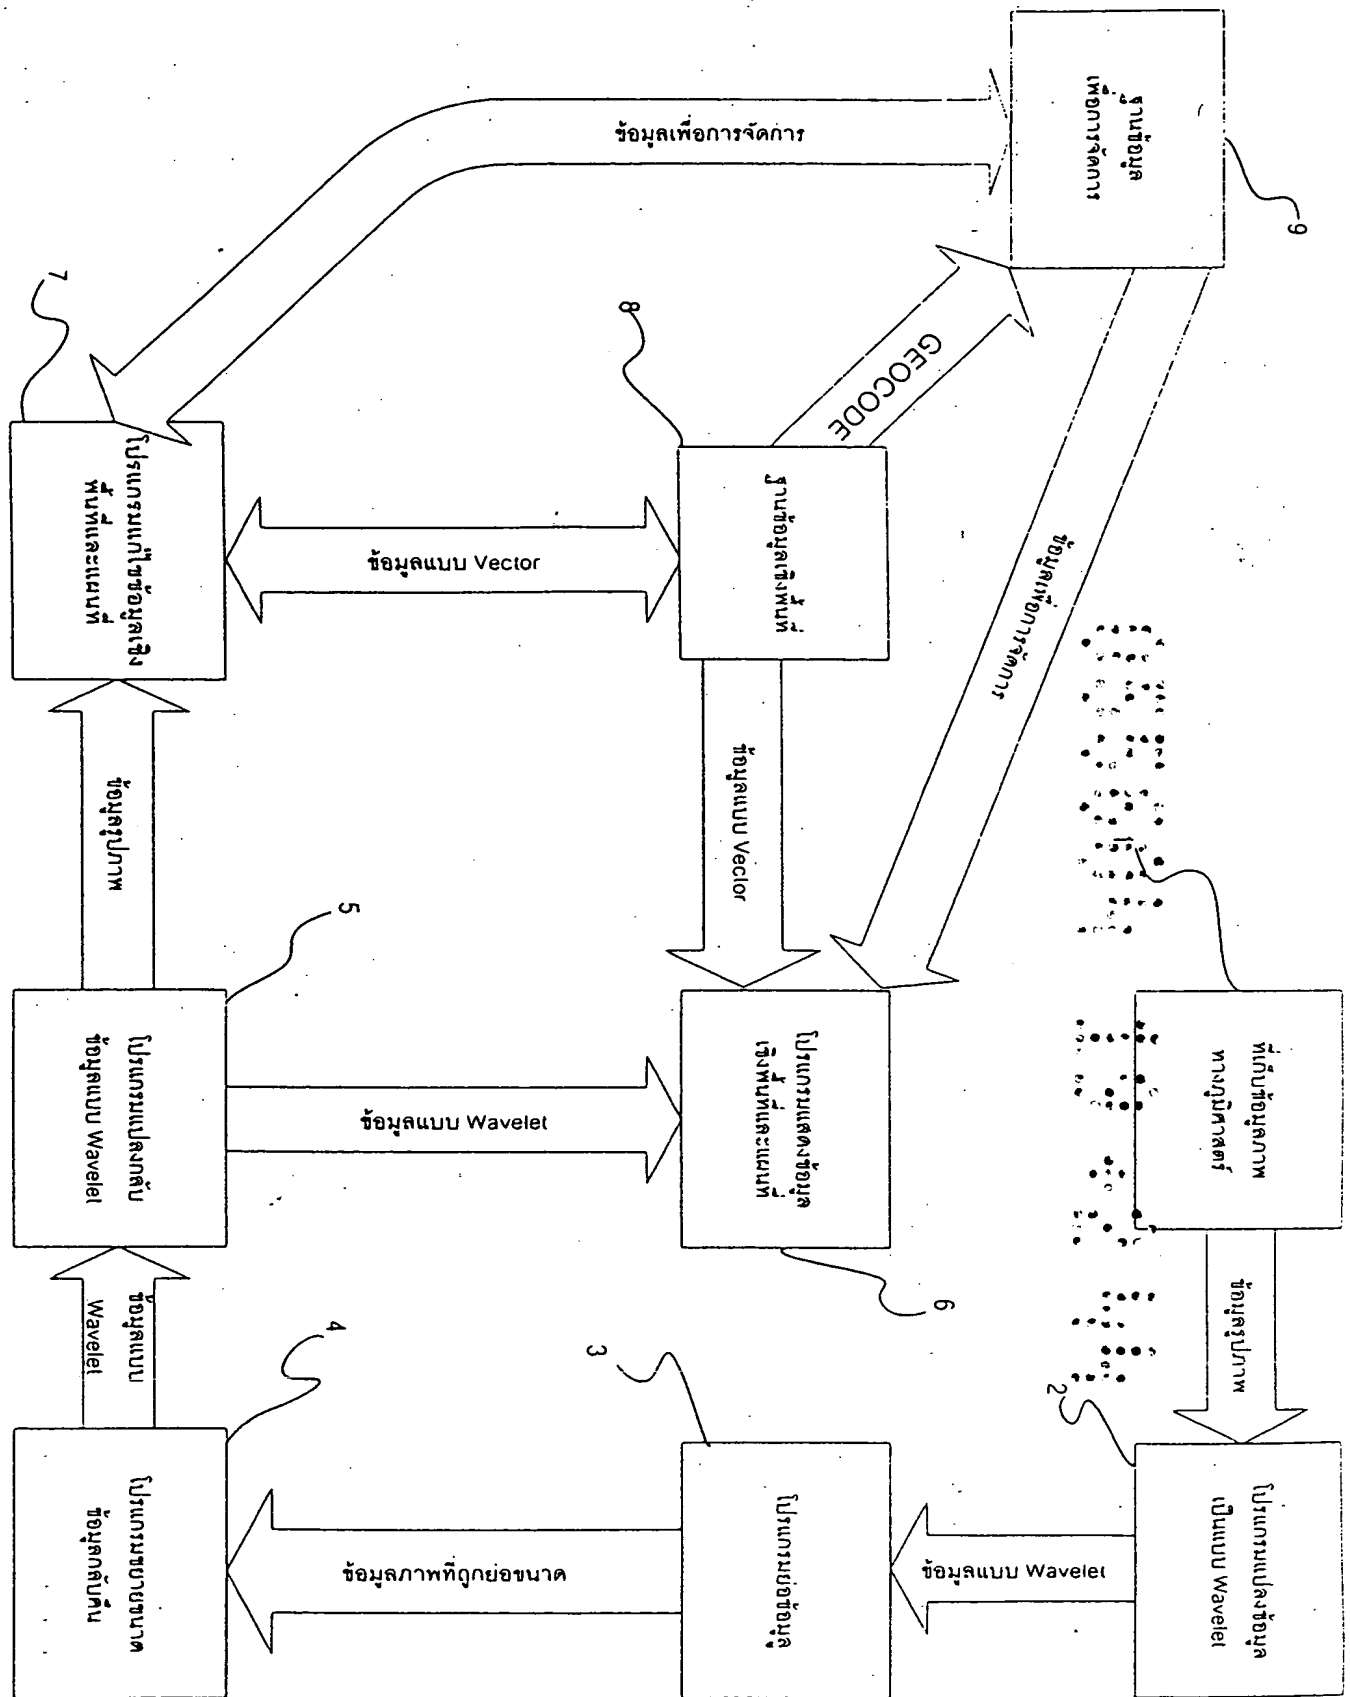 1
ที่เก็บข้อมูลภาพ
ทางภูมิศาสตร์
ข้อมูลรูปภาพ
2
โปรแกรมแปลงข้อมูล
เป็นแบบ Wavelet
9
ฐานข้อมูล
เพื่อการจัดการ
ข้อมูลเพื่อการจัดการ
ข้อมูลเพื่อการจัดการ
GEOCODE
8
ฐานข้อมูลเชิงพื้นที่
ข้อมูลแบบ Vector
โปรแกรมแสดงข้อมูล
เชิงพื้นที่และแผนที่
6
3
โปรแกรมย่อข้อมูล
ข้อมูลแบบ Wavelet
ข้อมูลแบบ Vector
ข้อมูลแบบ Wavelet
ข้อมูลภาพที่ถูกย่อขนาด
7
โปรแกรมแก้ไขข้อมูลเชิง
พื้นที่และแผนที่
ข้อมูลรูปภาพ
5
โปรแกรมแปลงกลับ
ข้อมูลแบบ Wavelet
ข้อมูลแบบ
Wavelet
4
โปรแกรมขยายขนาด
ข้อมูลกลับคืน